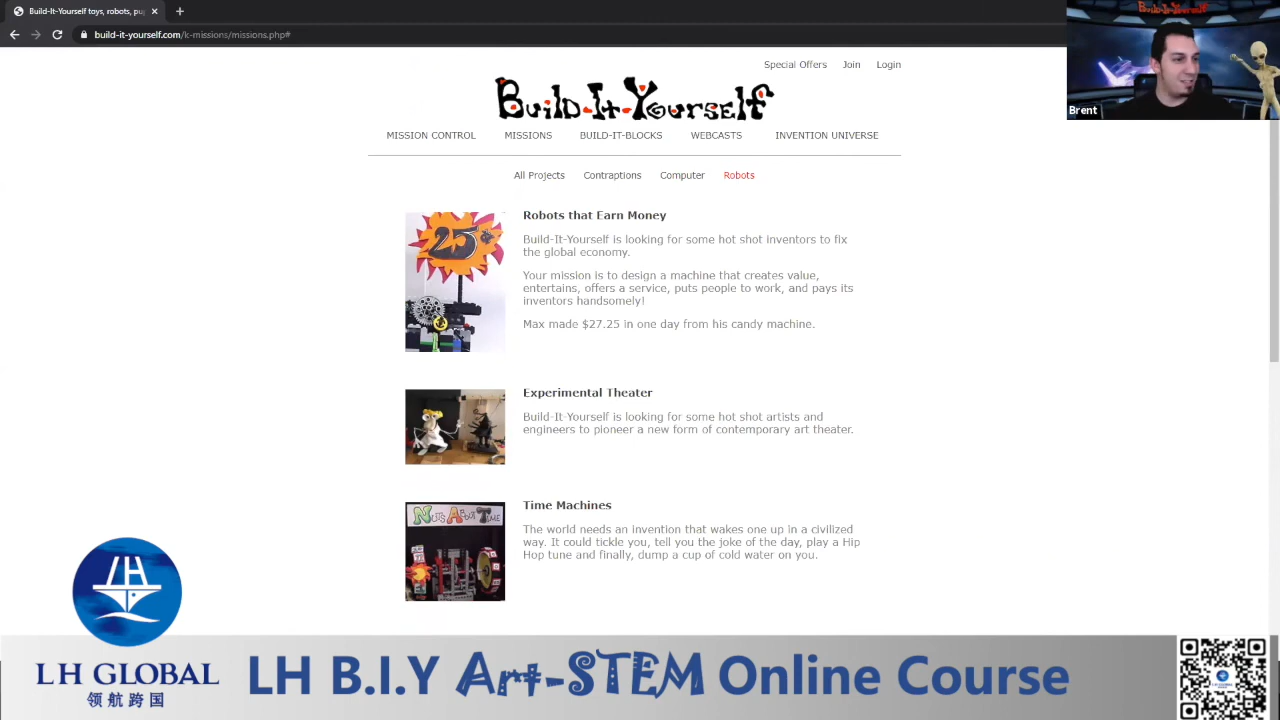 Build-It-Yourself toys, robots, pu
build-it-yourself.com/k-missions/missions.php#
Brent
Special Offers Join Login
Build-It-Yourself
MISSION CONTROL MISSIONS BUILD-IT-BLOCKS WEBCASTS INVENTION UNIVERSE
All Projects Contraptions Computer Robots
25¢
Robots that Earn Money
Build-It-Yourself is looking for some hot shot inventors to fix
the global economy.
Your mission is to design a machine that creates value,
entertains, offers a service, puts people to work, and pays its
inventors handsomely!
Max made $27.25 in one day from his candy machine.
Experimental Theater
Build-It-Yourself is looking for some hot shot artists and
engineers to pioneer a new form of contemporary art theater.
Nuts About Time
Time Machines
The world needs an invention that wakes one up in a civilized
way. It could tickle you, tell you the joke of the day, play a Hip
Hop tune and finally, dump a cup of cold water on you.
LH GLOBAL
领航跨国
LH B.I.Y Art-STEM Online Course